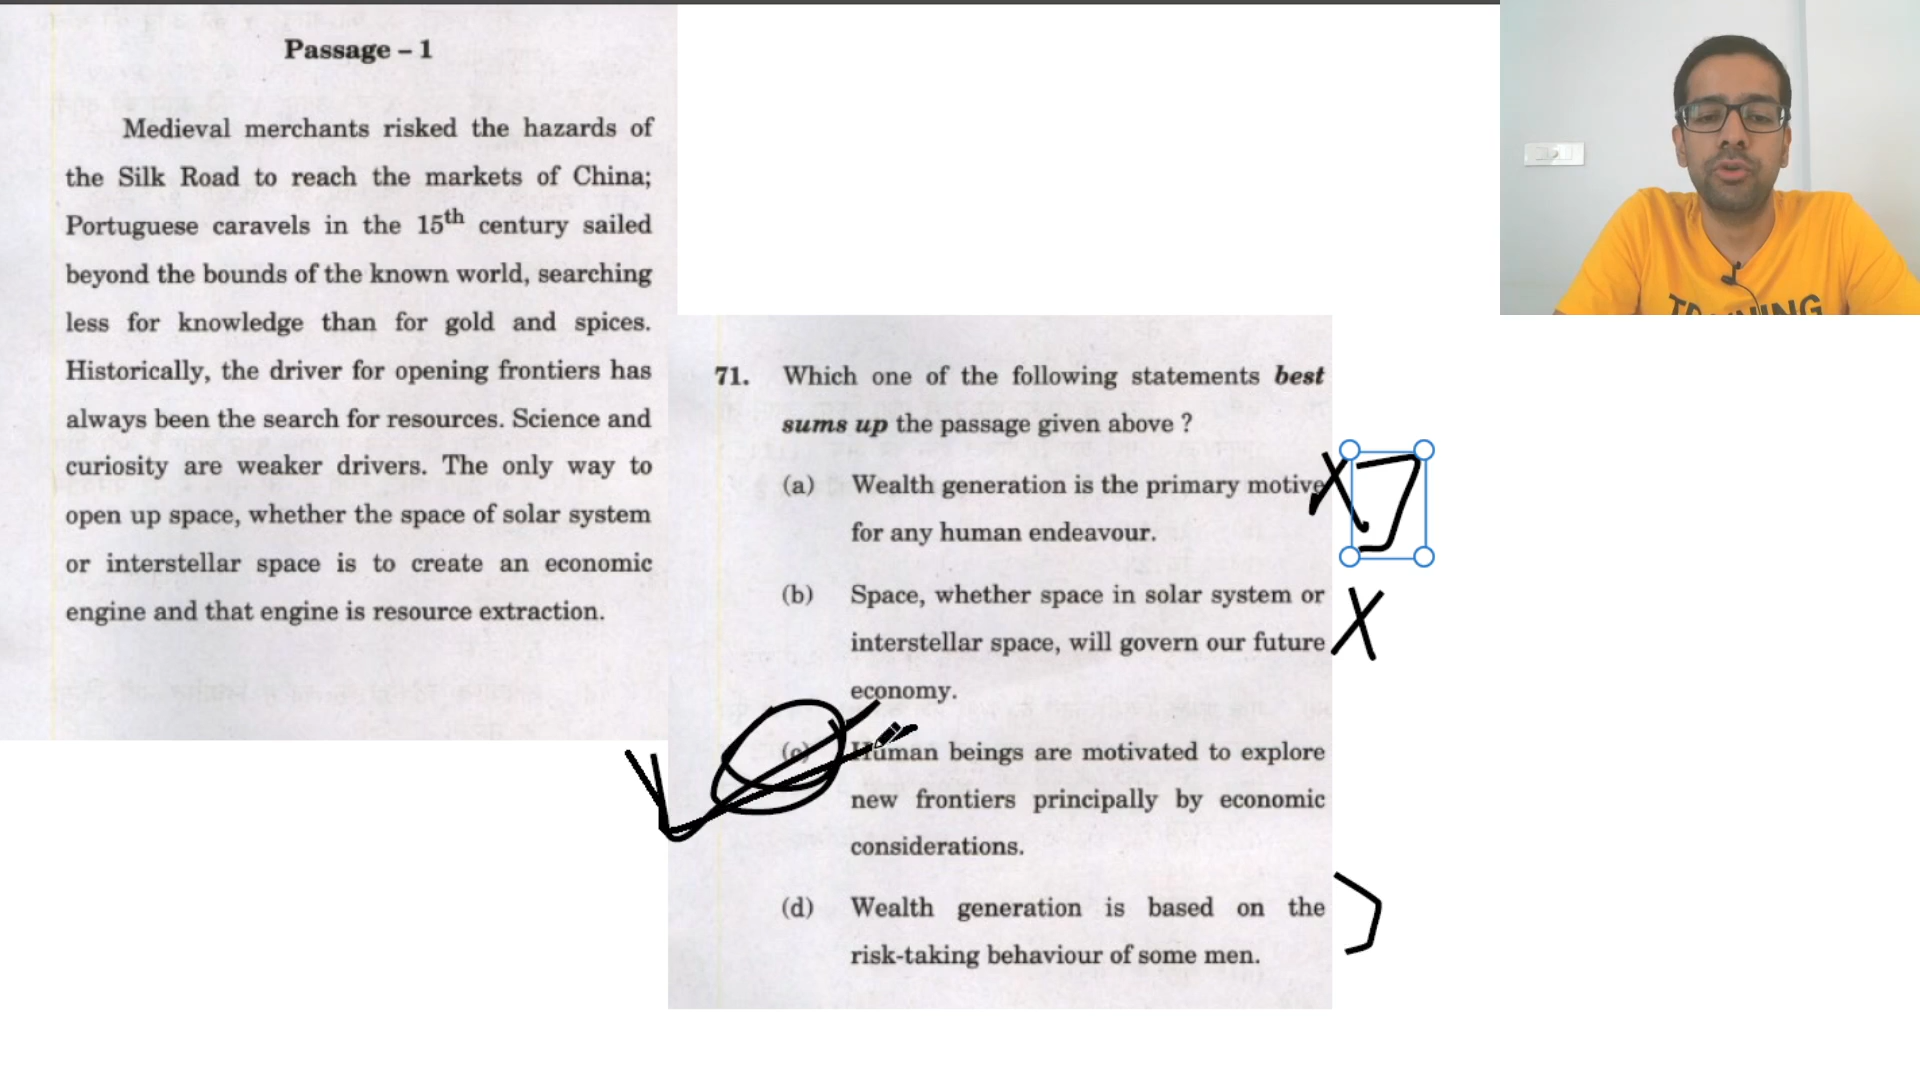 Passage – 1
Medieval merchants risked the hazards of
the Silk Road to reach the markets of China;
Portuguese caravels in the 15th century sailed
beyond the bounds of the known world, searching
less for knowledge than for gold and spices.
Historically, the driver for opening frontiers has
always been the search for resources. Science and
curiosity are weaker drivers. The only way to
open up space, whether the space of solar system
or interstellar space is to create an economic
engine and that engine is resource extraction.
71. Which one of the following statements best
sums up the passage given above ?
(a) Wealth generation is the primary motive
for any human endeavour.
(b) Space, whether space in solar system or
interstellar space, will govern our future
economy.
(c) Human beings are motivated to explore
new frontiers principally by economic
considerations.
(d) Wealth generation is based on the
risk-taking behaviour of some men.